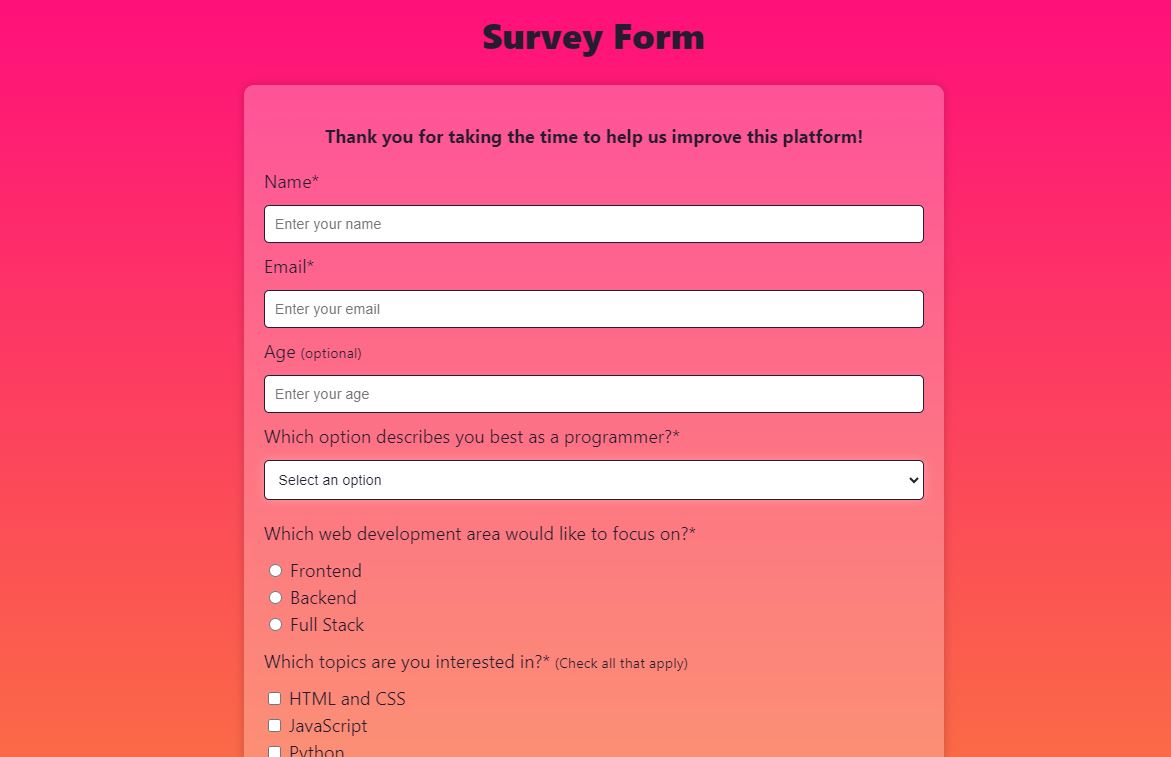 Survey Form
Thank you for taking the time to help us improve this platform!
Name*
Enter your name
Email*
Enter your email
Age (optional)
Enter your age
Which option describes you best as a programmer?*
Select an option
Which web development area would like to focus on?*
Frontend
Backend
Full Stack
Which topics are you interested in?* (Check all that apply)
HTML and CSS
JavaScript
Python